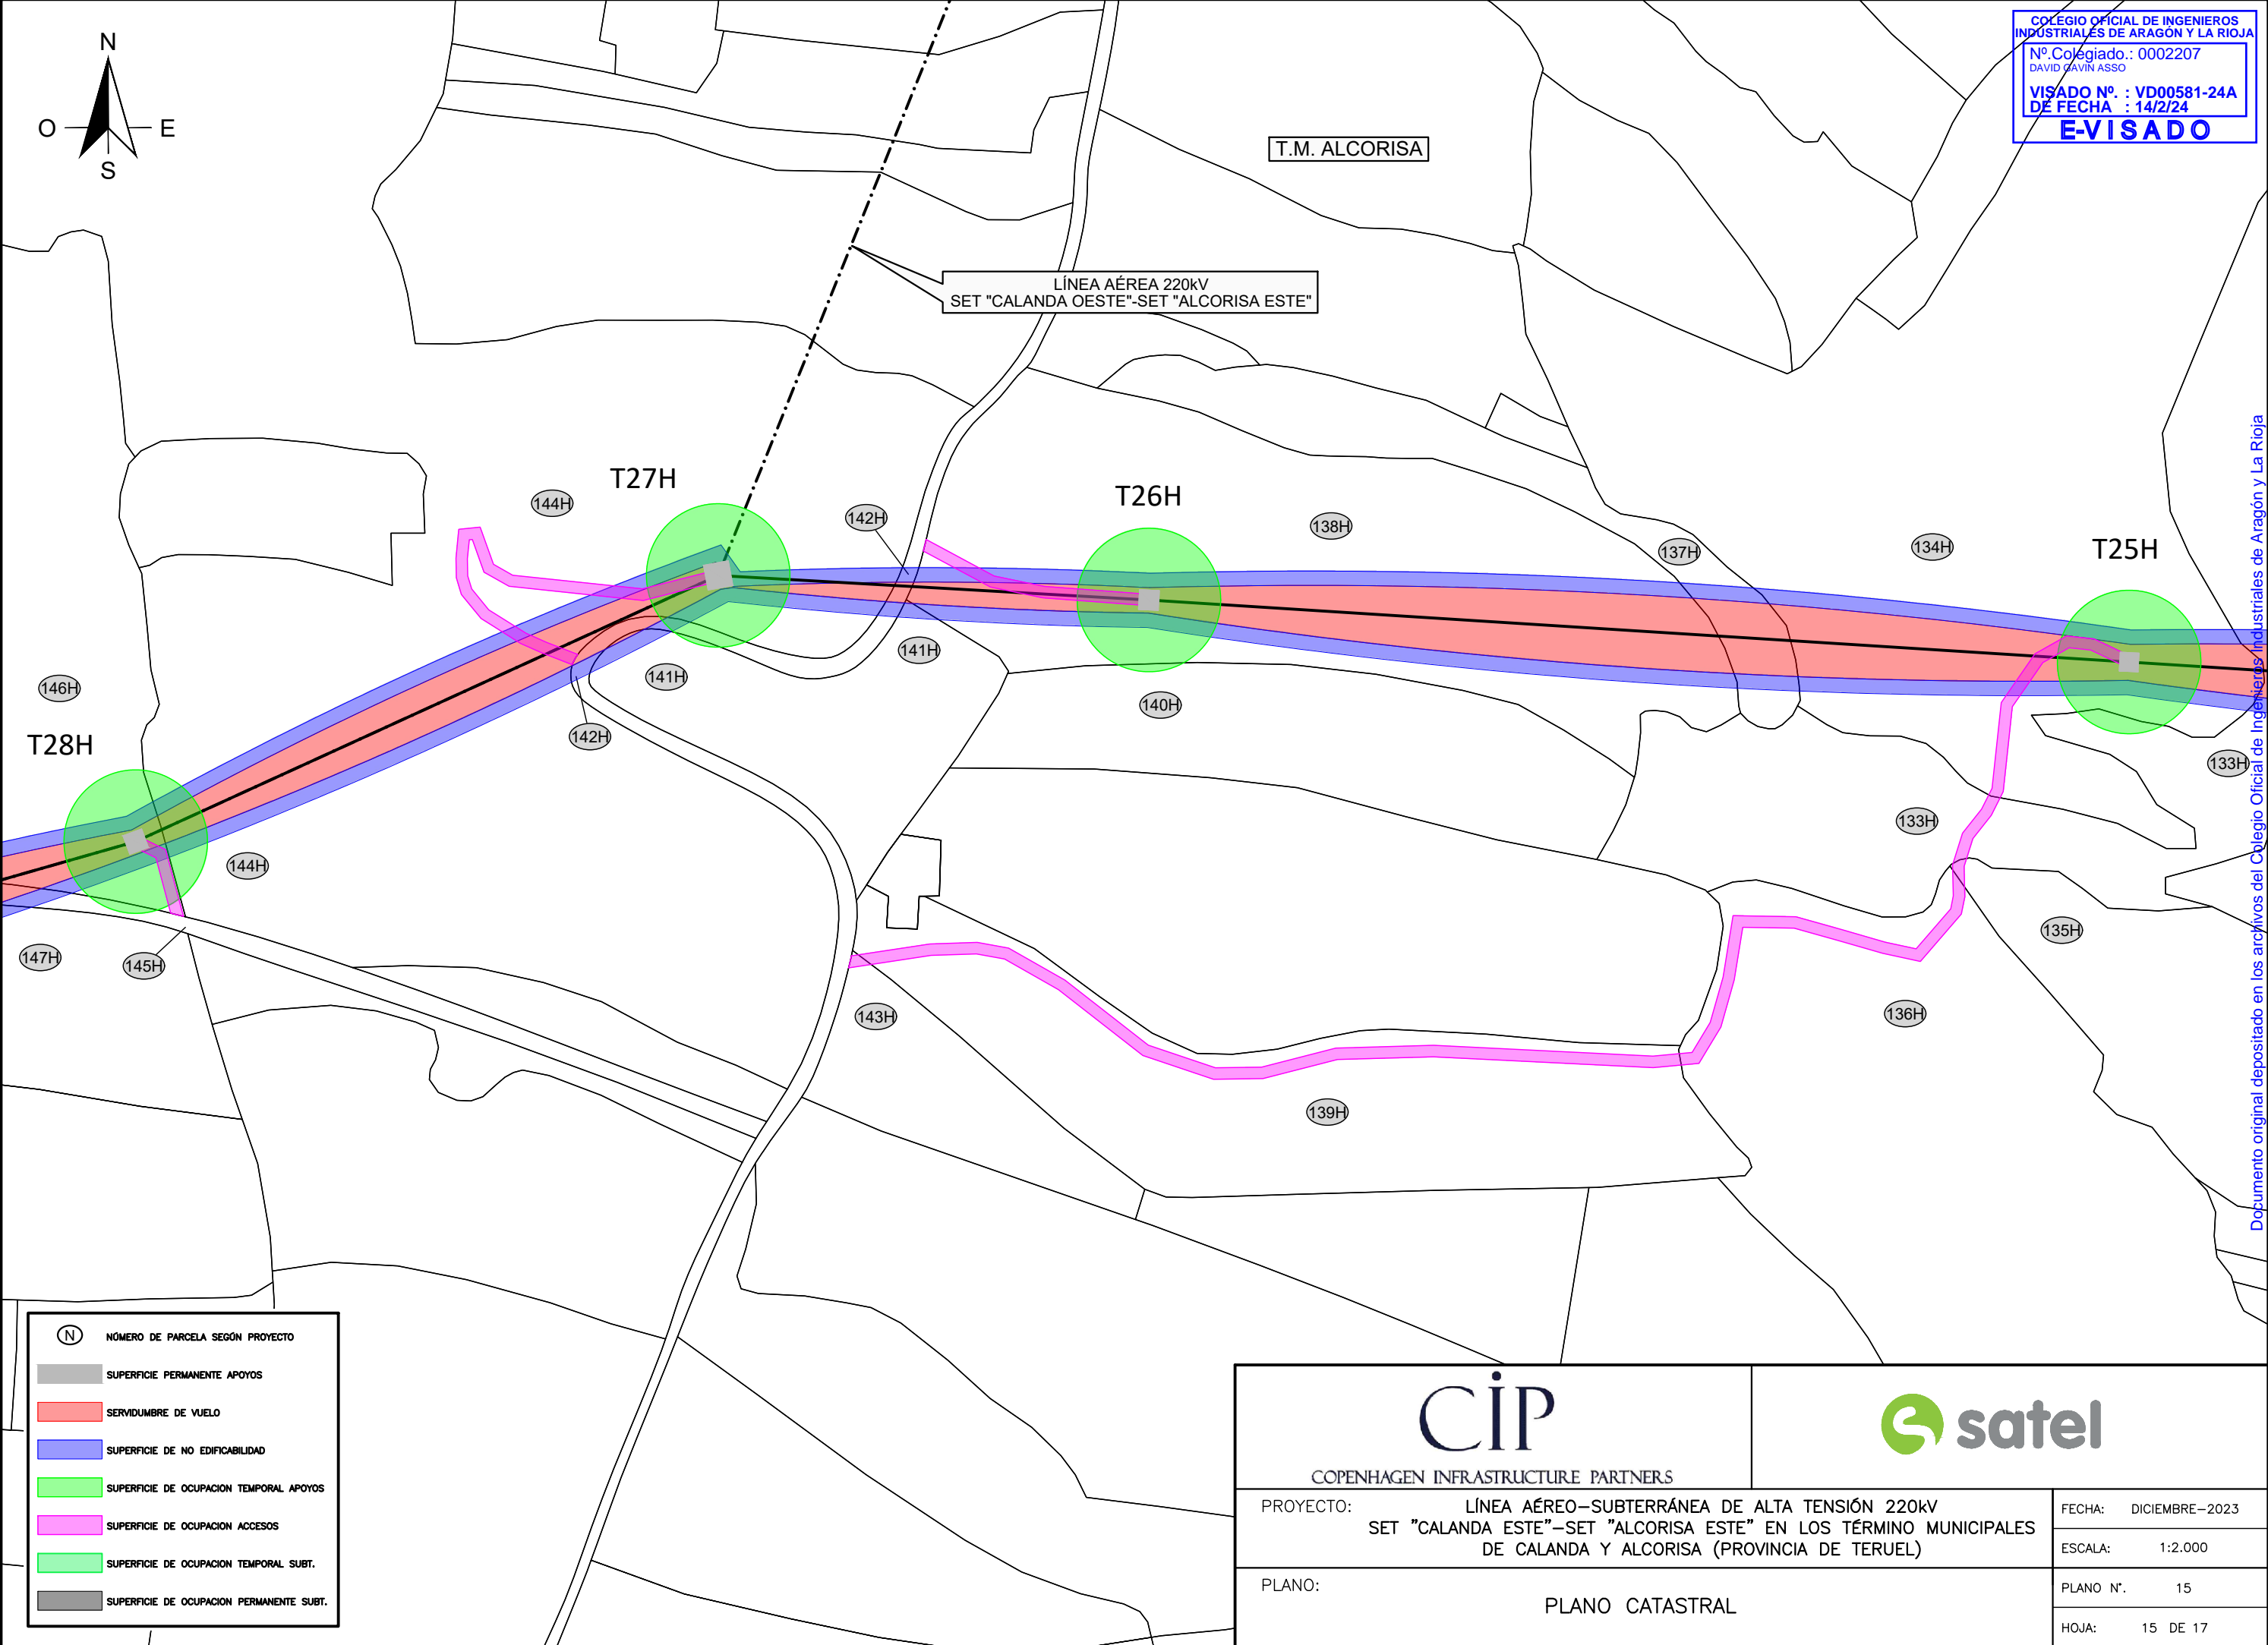 N
O
E
S
COLEGIO OFICIAL DE INGENIEROS
INDUSTRIALES DE ARAGÓN Y LA RIOJA
Nº.Colegiado.: 0002207
DAVID GAVIN ASSO
VISADO Nº. : VD00581-24A
DE FECHA : 14/2/24
E-VISADO
T.M. ALCORISA
LÍNEA AÉREA 220kV
SET "CALANDA OESTE"-SET "ALCORISA ESTE"
T27H
144H
142H
T26H
138H
137H
134H
T25H
146H
141H
141H
140H
T28H
142H
133H
133H
144H
135H
147H
145H
143H
136H
139H
Documento original depositado en los archivos del Colegio Oficial de Ingenieros Industriales de Aragón y La Rioja
N NÚMERO DE PARCELA SEGÚN PROYECTO
SUPERFICIE PERMANENTE APOYOS
SERVIDUMBRE DE VUELO
SUPERFICIE DE NO EDIFICABILIDAD
SUPERFICIE DE OCUPACION TEMPORAL APOYOS
SUPERFICIE DE OCUPACION ACCESOS
SUPERFICIE DE OCUPACION TEMPORAL SUBT.
SUPERFICIE DE OCUPACION PERMANENTE SUBT.
CIP
COPENHAGEN INFRASTRUCTURE PARTNERS
satel
PROYECTO: LÍNEA AÉREO-SUBTERRÁNEA DE ALTA TENSIÓN 220kV
SET "CALANDA ESTE"-SET "ALCORISA ESTE" EN LOS TÉRMINO MUNICIPALES
DE CALANDA Y ALCORISA (PROVINCIA DE TERUEL)
FECHA: DICIEMBRE-2023
ESCALA: 1:2.000
PLANO:
PLANO CATASTRAL
PLANO N°. 15
HOJA: 15 DE 17